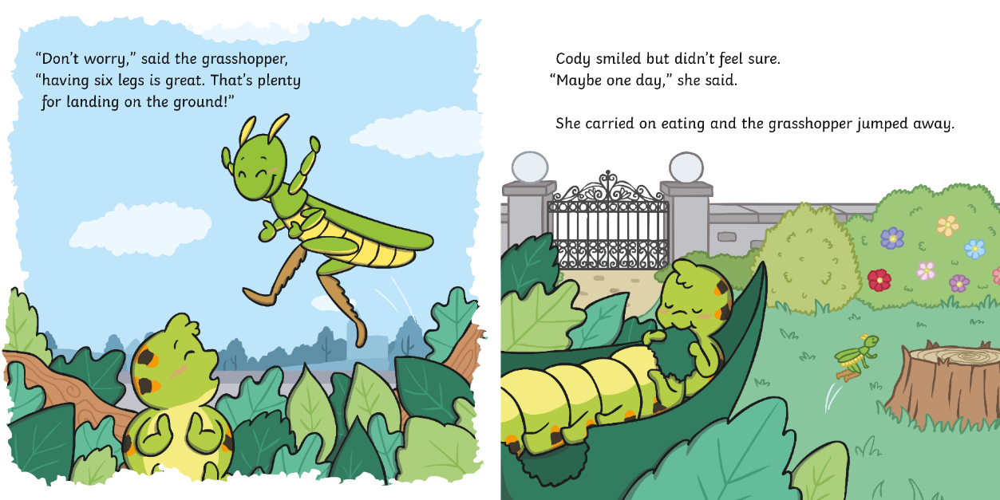 “Don’t worry,” said the grasshopper,
“having six legs is great. That’s plenty
for landing on the ground!”
Cody smiled but didn’t feel sure.
“Maybe one day,” she said.
She carried on eating and the grasshopper jumped away.